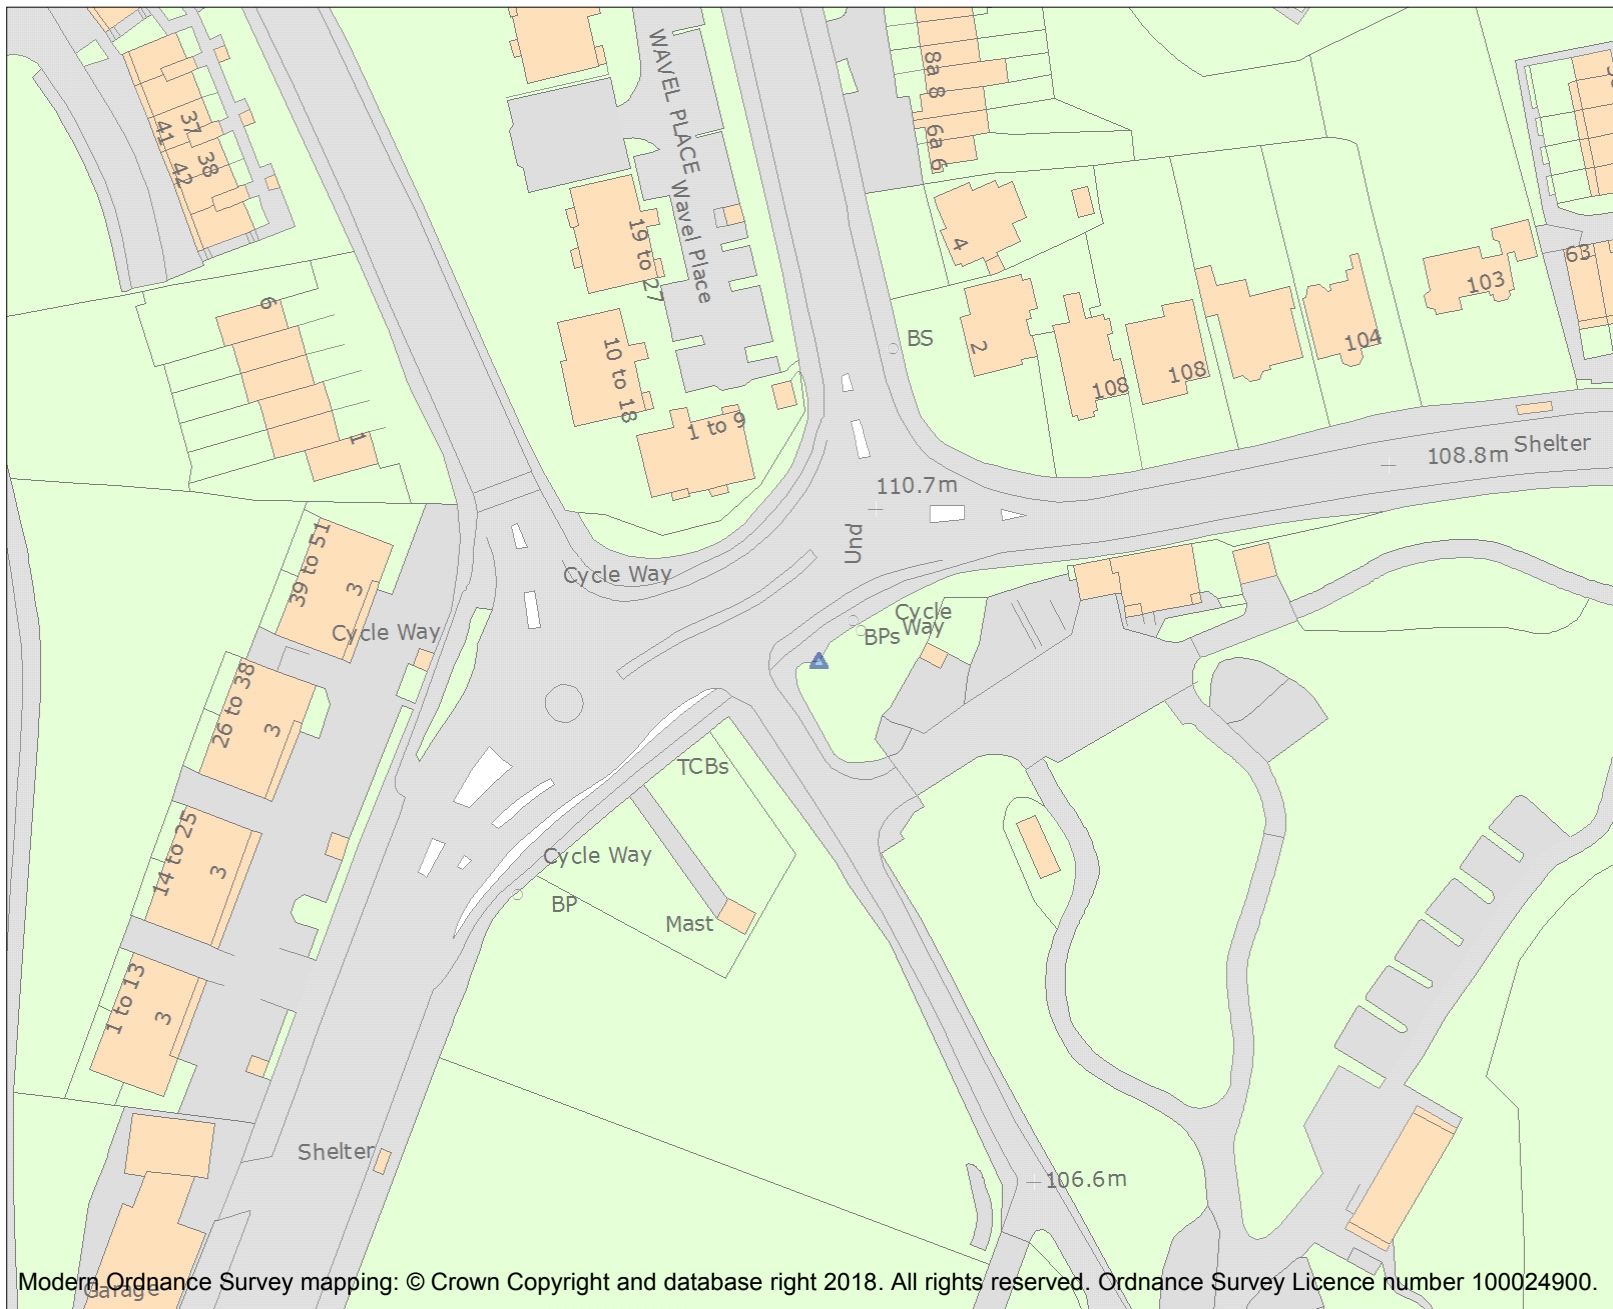 WAVEL PLACE
Wavel Place
8a 8
6a 6
37
41
38
42
4
19 to 27
63
103
6
BS
2
104
108
108
10 to 18
1 to 9
1
Shelter
108.8m
110.7m
Und
39 to 51
3
Cycle Way
Cycle Way
Cycle
Way
BPs
26 to 38
3
TCBs
14 to 25
3
Cycle Way
BP
Mast
1 to 13
3
Shelter
106.6m
Garage
Modern Ordnance Survey mapping: © Crown Copyright and database right 2018. All rights reserved. Ordnance Survey Licence number 100024900.